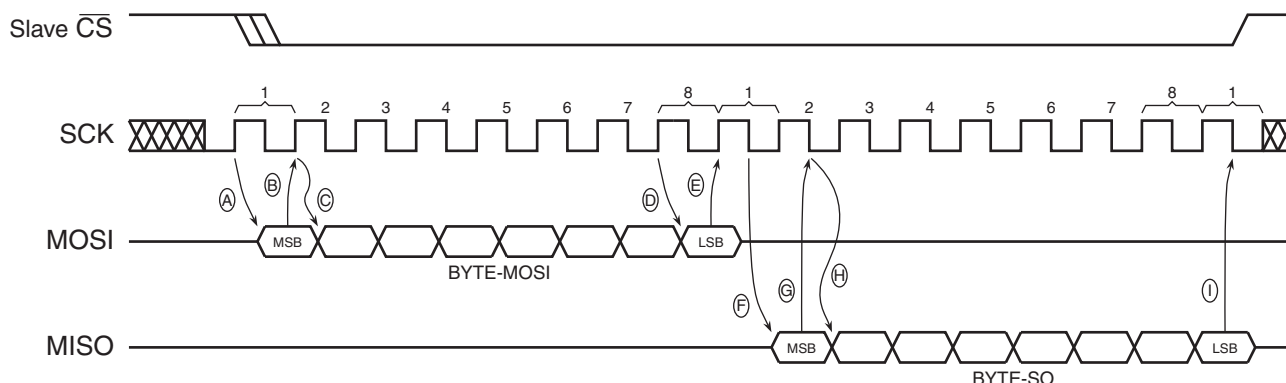 Slave CS
1 2 3 4 5 6 7 8 1 2 3 4 5 6 7 8 1
SCK
A B C D E
MOSI MSB LSB
BYTE-MOSI
F G H I
MISO MSB LSB
BYTE-SO